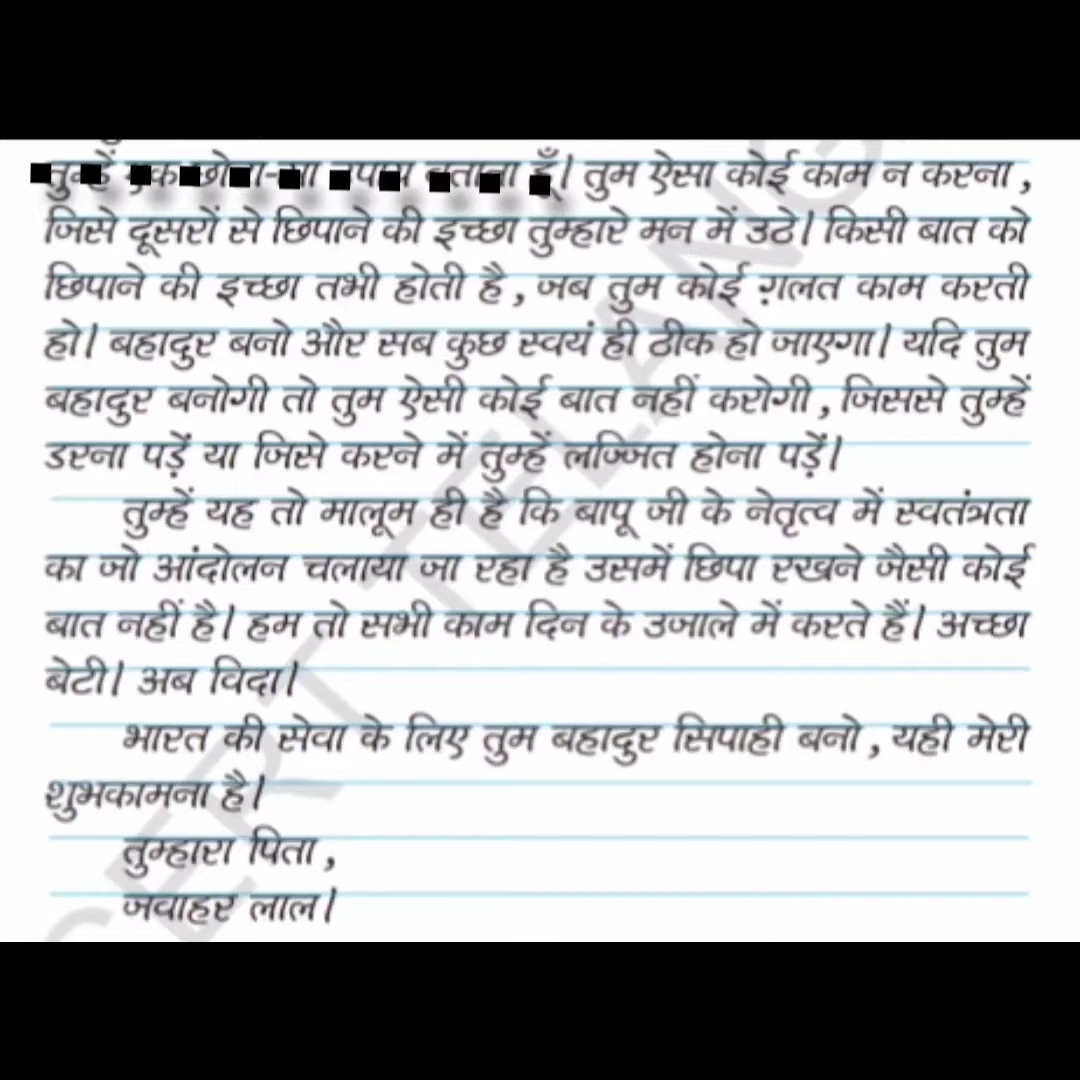 तुम ऐसा कोई काम न करना,
जिसे दूसरों से छिपाने की इच्छा तुम्हारे मन में उठे। किसी बात को
छिपाने की इच्छा तभी होती है, जब तुम कोई ग़लत काम करती
हो। बहादुर बनो और सब कुछ स्वयं ही ठीक हो जाएगा। यदि तुम
बहादुर बनोगी तो तुम ऐसी कोई बात नहीं करोगी, जिससे तुम्हें
डरना पड़ें या जिसे करने में तुम्हें लज्जित होना पड़ें।
तुम्हें यह तो मालूम ही है कि बापू जी के नेतृत्व में स्वतंत्रता
का जो आंदोलन चलाया जा रहा है उसमें छिपा रखने जैसी कोई
बात नहीं है। हम तो सभी काम दिन के उजाले में करते हैं। अच्छा
बेटी। अब विदा।
भारत की सेवा के लिए तुम बहादुर सिपाही बनो, यही मेरी
शुभकामना है।
तुम्हारा पिता,
जवाहर लाल।